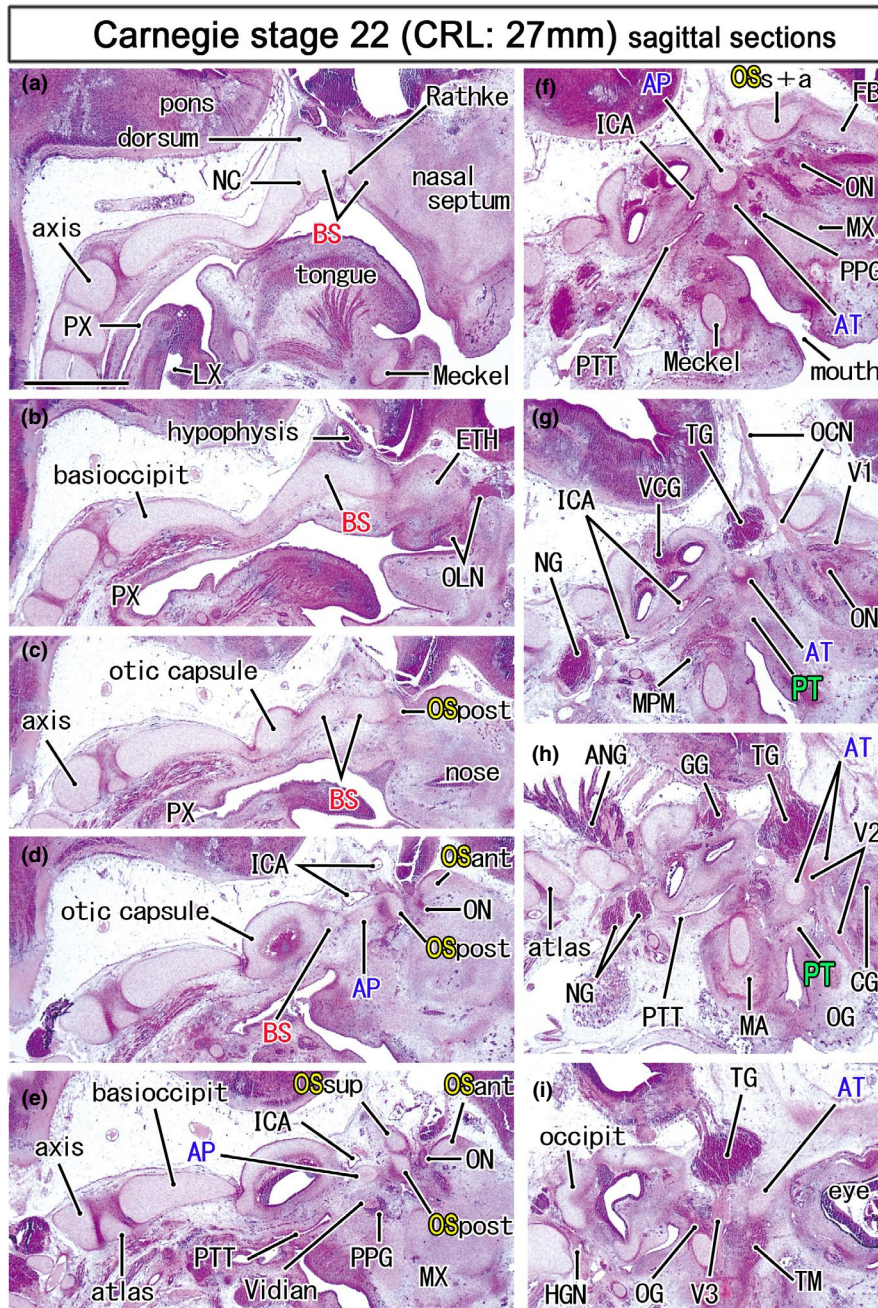 Carnegie stage 22 (CRL: 27mm) sagittal sections
(a)
pons
dorsum
Rathke
NC
nasal
septum
axis
BS
tongue
PX
LX
Meckel
(b)
hypophysis
ETH
basioccipit
BS
OLN
PX
(c)
otic capsule
axis
OSpost
BS
nose
PX
(d)
ICA
OSant
otic capsule
ON
OSpost
AP
BS
(e)
basioccipit
OSsup
OSant
ICA
AP
ON
axis
OSpost
PTT
PPG
atlas
Vidian
MX
(f)
AP
OSs+a
FB
ICA
ON
MX
PPG
AT
PTT
Meckel
mouth
(g)
TG
OCN
VCG
V1
ICA
NG
ON
AT
MPM
PT
(h)
ANG
GG
TG
AT
V2
atlas
PT
CG
NG
PTT
MA
OG
(i)
TG
AT
occipit
eye
HGN
OG
V3
TM